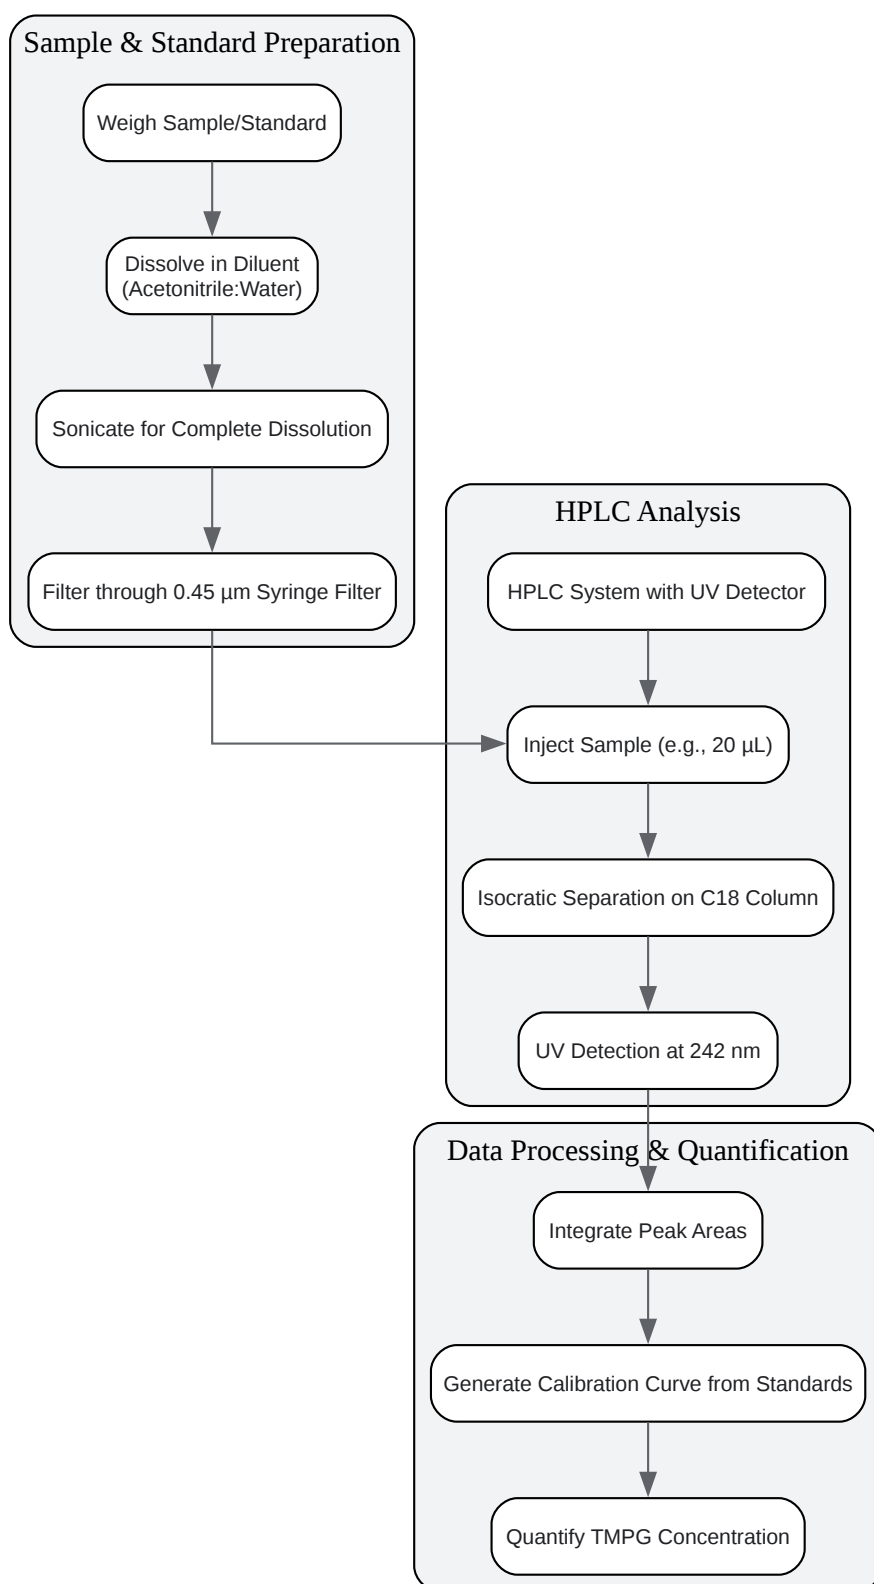 Sample & Standard Preparation
Weigh Sample/Standard
Dissolve in Diluent
(Acetonitrile:Water)
Sonicate for Complete Dissolution
Filter through 0.45 µm Syringe Filter
HPLC Analysis
HPLC System with UV Detector
Inject Sample (e.g., 20 µL)
Isocratic Separation on C18 Column
UV Detection at 242 nm
Data Processing & Quantification
Integrate Peak Areas
Generate Calibration Curve from Standards
Quantify TMPG Concentration